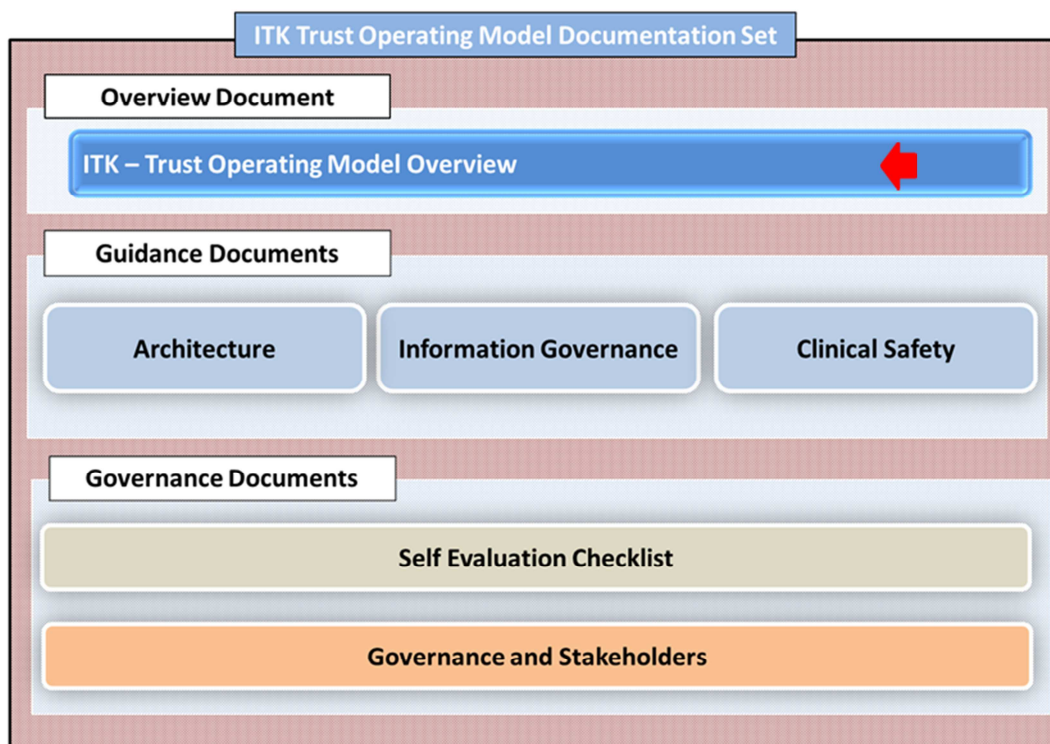 ITK Trust Operating Model Documentation Set
Overview Document
ITK – Trust Operating Model Overview
Guidance Documents
Architecture
Information Governance
Clinical Safety
Governance Documents
Self Evaluation Checklist
Governance and Stakeholders